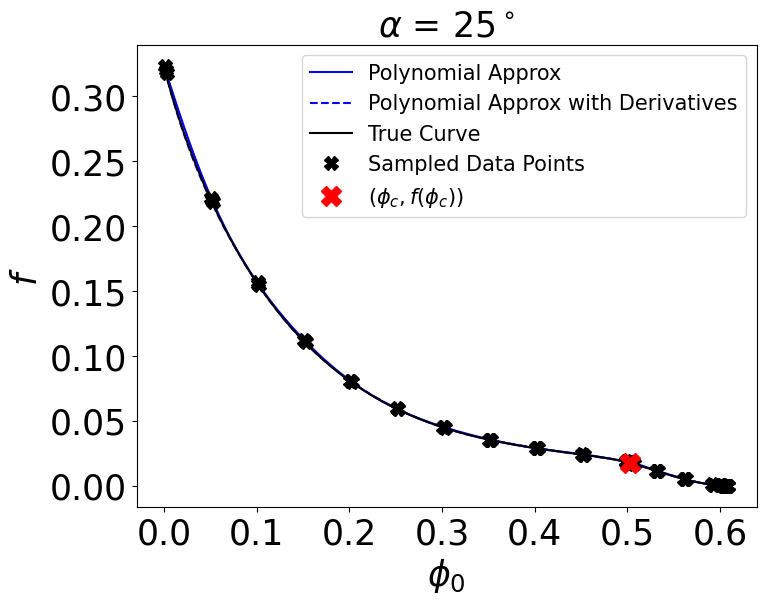 α = 25°
Polynomial Approx
Polynomial Approx with Derivatives
True Curve
Sampled Data Points
(ϕc, f(ϕc))
f
0.30
0.25
0.20
0.15
0.10
0.05
0.00
0.0 0.1 0.2 0.3 0.4 0.5 0.6
ϕ0